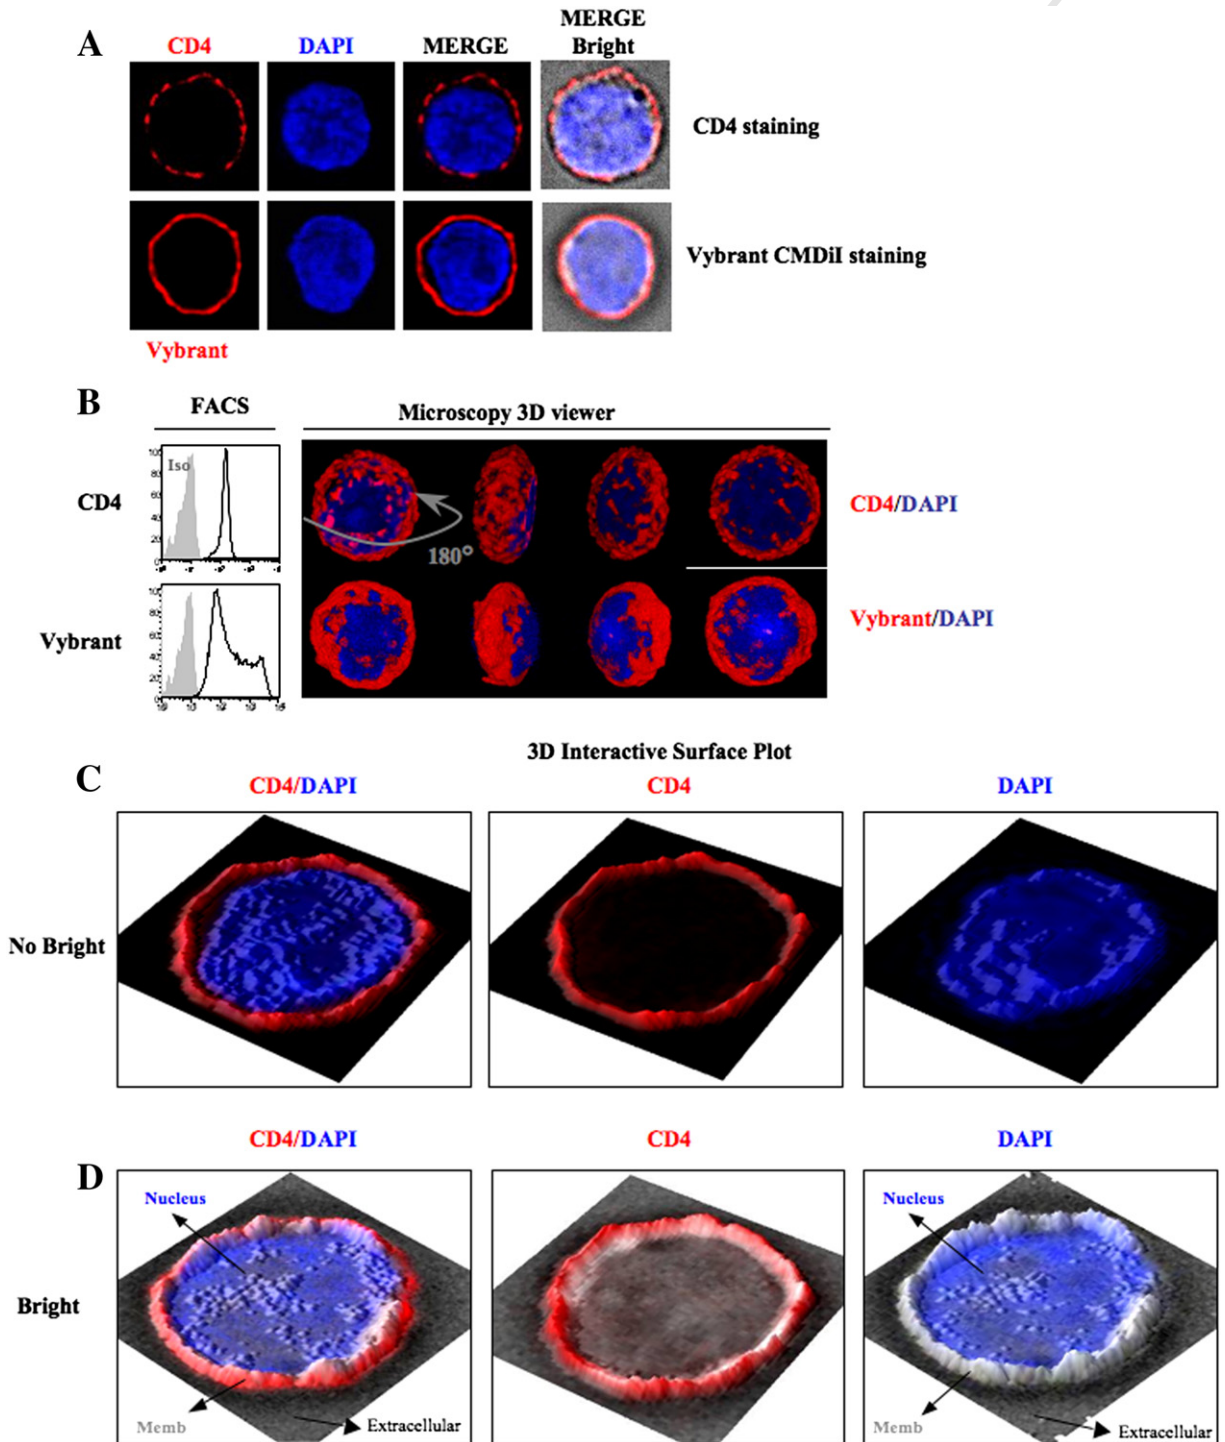 A
CD4
DAPI
MERGE
MERGE
Bright
CD4 staining
Vybrant CMDiI staining
Vybrant
B
FACS
Microscopy 3D viewer
CD4
Iso
180°
CD4/DAPI
Vybrant
Vybrant/DAPI
3D Interactive Surface Plot
C
CD4/DAPI
CD4
DAPI
No Bright
CD4/DAPI
CD4
DAPI
D
Nucleus
Nucleus
Bright
Memb
Extracellular
Memb
Extracellular